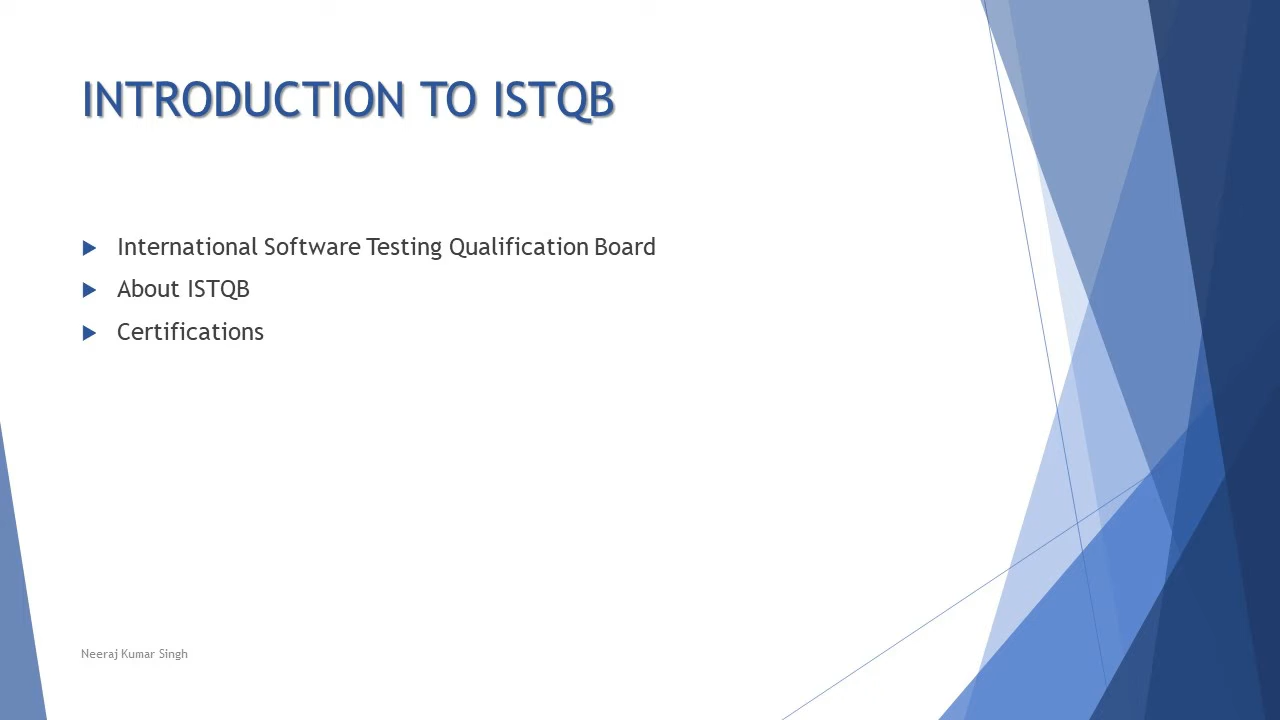 INTRODUCTION TO ISTQB
International Software Testing Qualification Board
About ISTQB
Certifications
Neeraj Kumar Singh